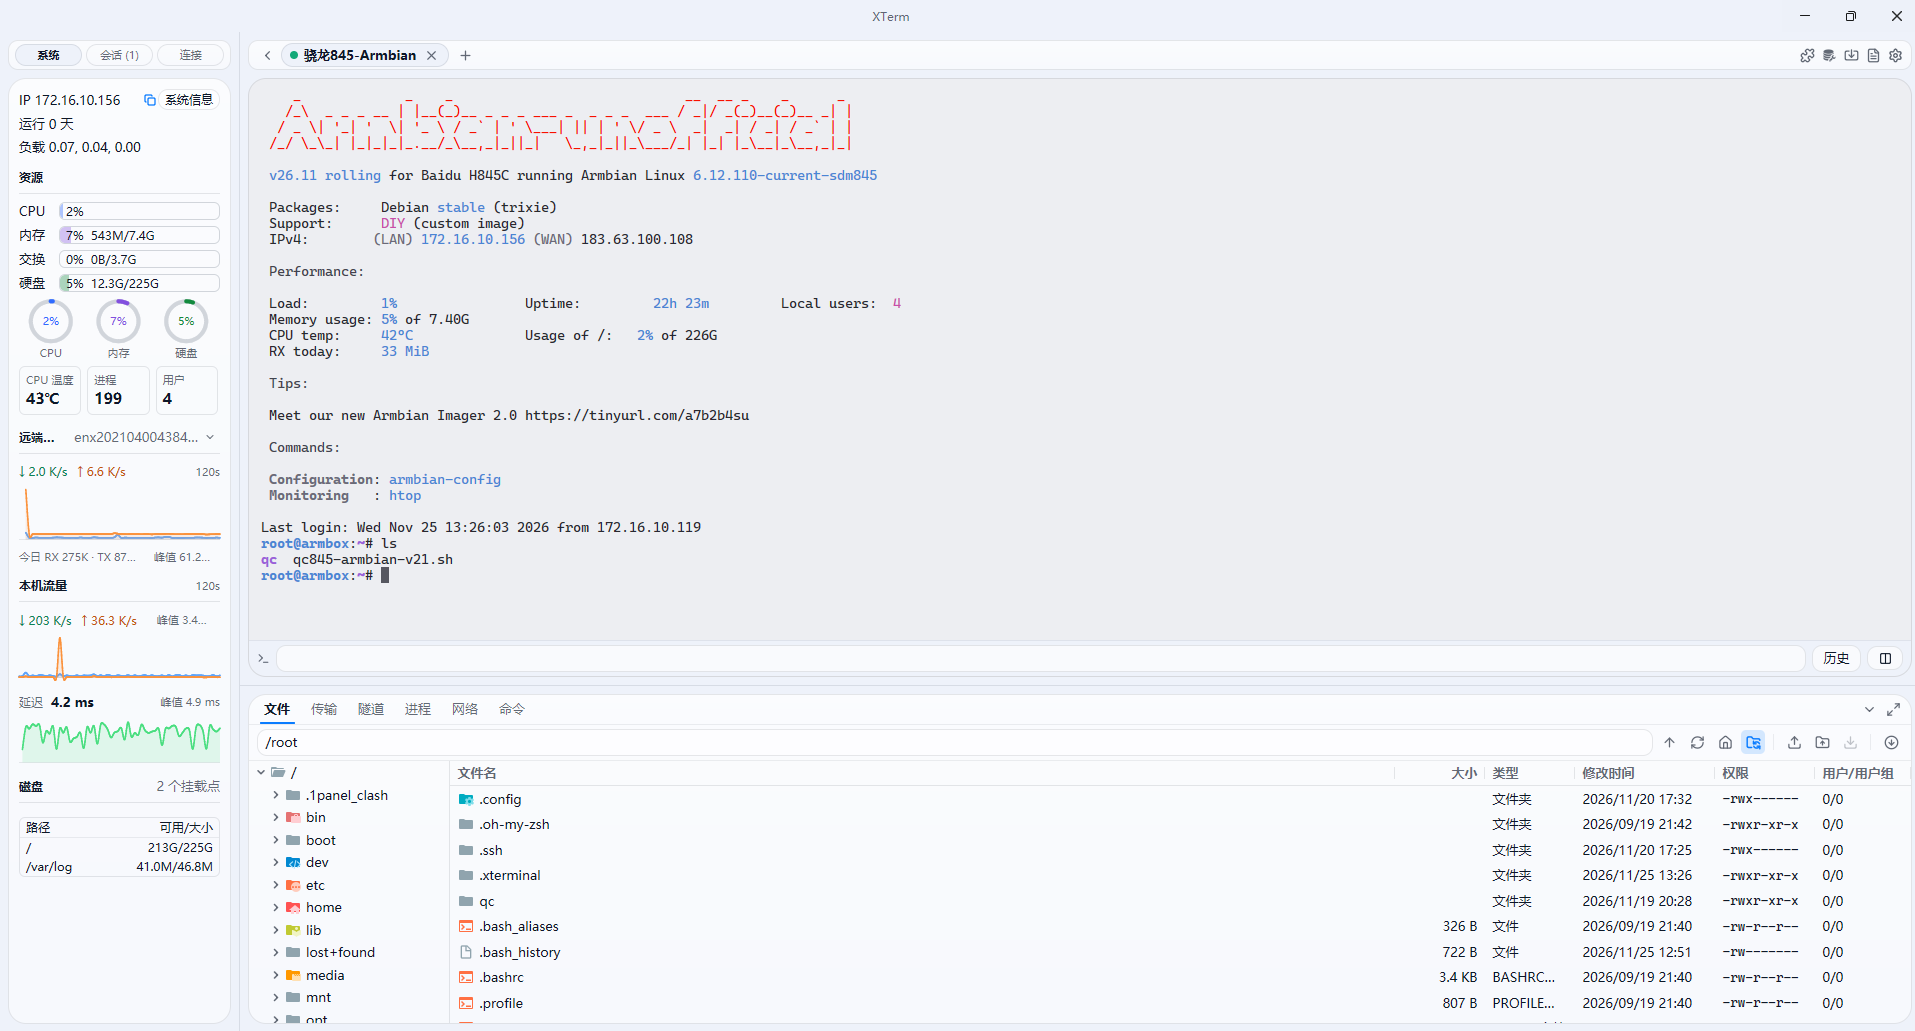 XTerm
系统 会话 (1) 连接
骁龙845-Armbian
IP 172.16.10.156 系统信息
运行 0 天
负载 0.07, 0.04, 0.00
资源
CPU 2%
内存 7% 543M/7.4G
交换 0% 0B/3.7G
硬盘 5% 12.3G/225G
2% 7% 5%
CPU 内存 硬盘
CPU 温度 进程 用户
43℃ 199 4
远端... enx202104004384...
↓2.0 K/s ↑6.6 K/s 120s
今日 RX 275K · TX 87... 峰值 61.2...
本机流量 120s
↓203 K/s ↑36.3 K/s 峰值 3.4...
延迟 4.2 ms 峰值 4.9 ms
磁盘 2 个挂载点
路径 可用/大小
/ 213G/225G
/var/log 41.0M/46.8M
Armbian-unofficial
v26.11 rolling for Baidu H845C running Armbian Linux 6.12.110-current-sdm845
Packages: Debian stable (trixie)
Support: DIY (custom image)
IPv4: (LAN) 172.16.10.156 (WAN) 183.63.100.108
Performance:
Load: 1% Uptime: 22h 23m Local users: 4
Memory usage: 5% of 7.40G
CPU temp: 42°C Usage of /: 2% of 226G
RX today: 33 MiB
Tips:
Meet our new Armbian Imager 2.0 https://tinyurl.com/a7b2b4su
Commands:
Configuration: armbian-config
Monitoring : htop
Last login: Wed Nov 25 13:26:03 2026 from 172.16.10.119
root@armbox:~# ls
qc qc845-armbian-v21.sh
root@armbox:~#
>_ 历史
文件 传输 隧道 进程 网络 命令
/root
/
.1panel_clash
bin
boot
dev
etc
home
lib
lost+found
media
mnt
opt
文件名 大小 类型 修改时间 权限 用户/用户组
.config 文件夹 2026/11/20 17:32 -rwx------ 0/0
.oh-my-zsh 文件夹 2026/09/19 21:42 -rwxr-xr-x 0/0
.ssh 文件夹 2026/11/20 17:25 -rwx------ 0/0
.xterminal 文件夹 2026/11/25 13:26 -rwxr-xr-x 0/0
qc 文件夹 2026/11/19 20:28 -rwxr-xr-x 0/0
.bash_aliases 326 B 文件 2026/09/19 21:40 -rw-r--r-- 0/0
.bash_history 722 B 文件 2026/11/25 12:51 -rw------- 0/0
.bashrc 3.4 KB BASHRC... 2026/09/19 21:40 -rw-r--r-- 0/0
.profile 807 B PROFILE... 2026/09/19 21:40 -rw-r--r-- 0/0